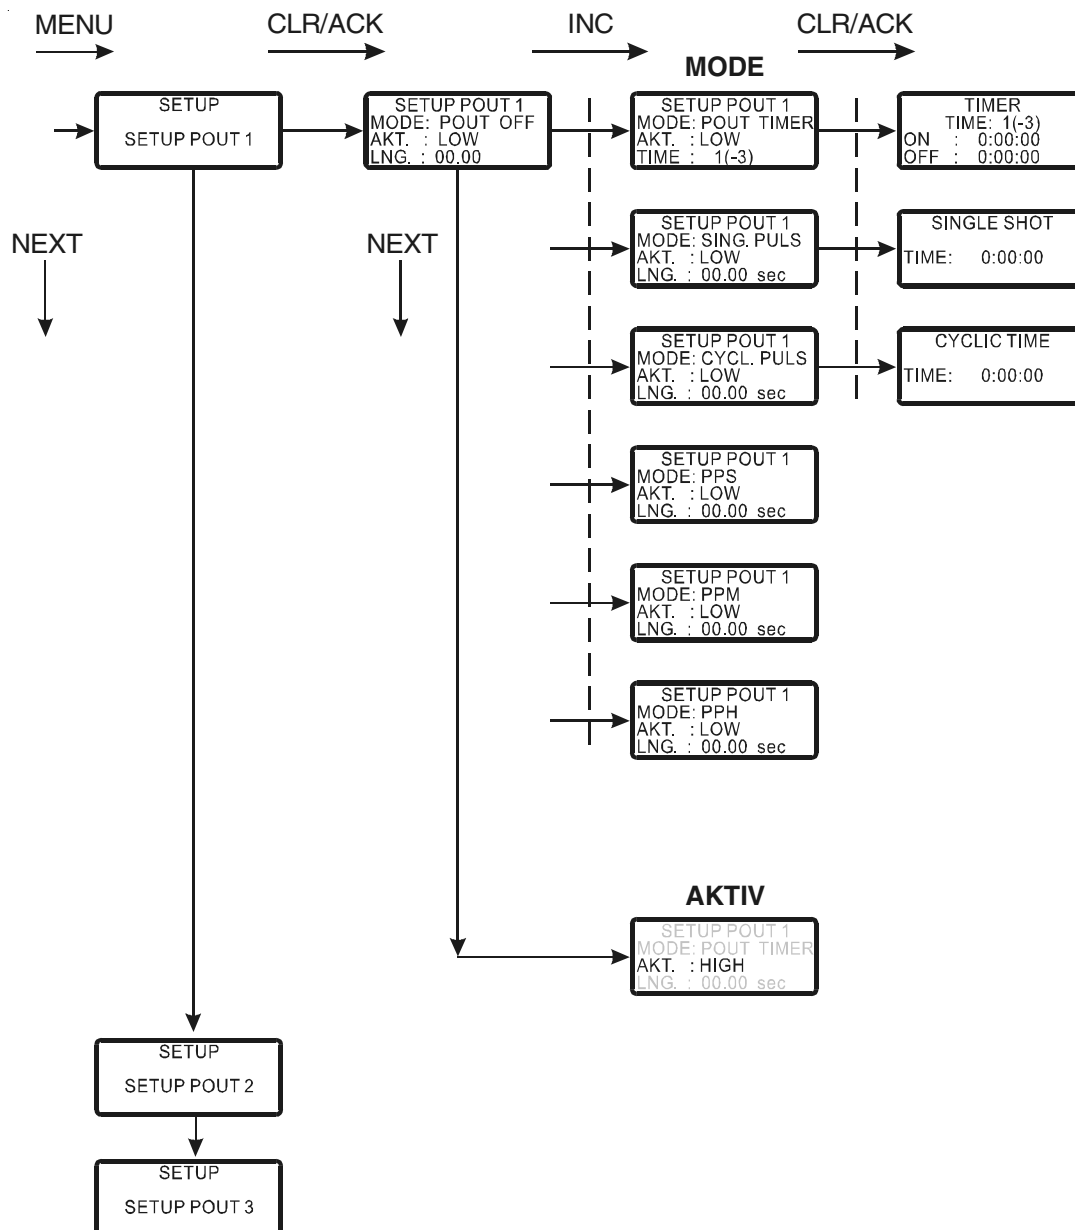 MENU
CLR/ACK
INC
CLR/ACK
MODE
SETUP
SETUP POUT 1
SETUP POUT 1
MODE: POUT OFF
AKT. : LOW
LNG. : 00.00
SETUP POUT 1
MODE: POUT TIMER
AKT. : LOW
TIME : 1(-3)
TIMER
TIME: 1(-3)
ON : 0:00:00
OFF : 0:00:00
NEXT
NEXT
SETUP POUT 1
MODE: SING. PULS
AKT. : LOW
LNG. : 00.00 sec
SINGLE SHOT
TIME: 0:00:00
SETUP POUT 1
MODE: CYCL. PULS
AKT. : LOW
LNG. : 00.00 sec
CYCLIC TIME
TIME: 0:00:00
SETUP POUT 1
MODE: PPS
AKT. : LOW
LNG. : 00.00 sec
SETUP POUT 1
MODE: PPM
AKT. : LOW
LNG. : 00.00 sec
SETUP POUT 1
MODE: PPH
AKT. : LOW
LNG. : 00.00 sec
AKTIV
SETUP POUT 1
MODE: POUT TIMER
AKT. : HIGH
LNG. : 00.00 sec
SETUP
SETUP POUT 2
SETUP
SETUP POUT 3